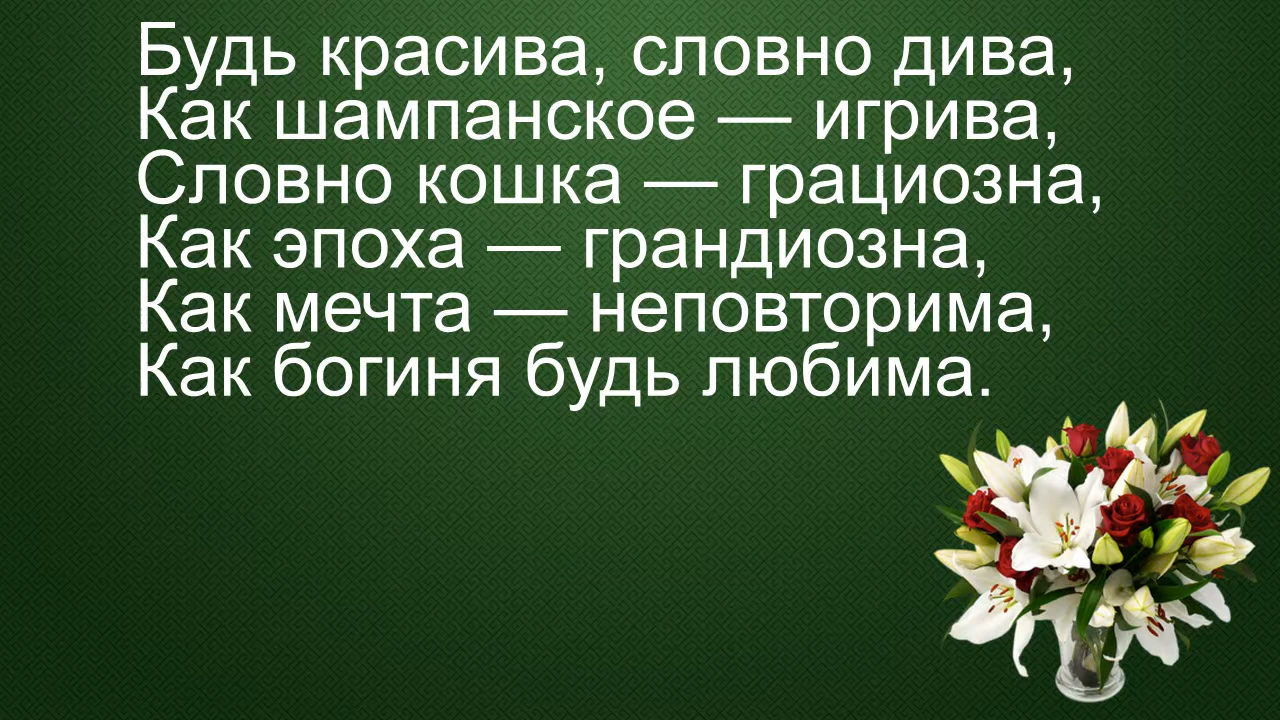 Будь красива, словно дива,
Как шампанское — игрива,
Словно кошка — грациозна,
Как эпоха — грандиозна,
Как мечта — неповторима,
Как богиня будь любима.